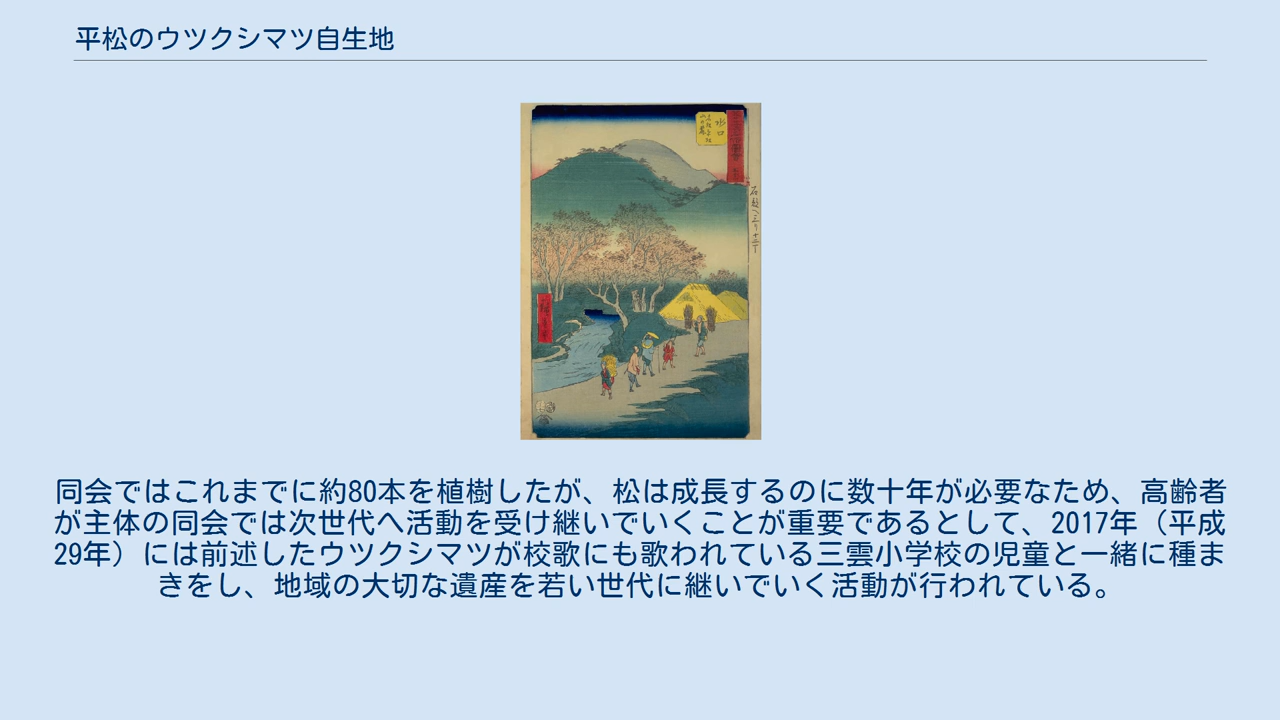 平松のウツクシマツ自生地
水口
同会ではこれまでに約80本を植樹したが、松は成長するのに数十年が必要なため、高齢者
が主体の同会では次世代へ活動を受け継いでいくことが重要であるとして、2017年（平成
29年）には前述したウツクシマツが校歌にも歌われている三雲小学校の児童と一緒に種ま
きをし、地域の大切な遺産を若い世代に継いでいく活動が行われている。